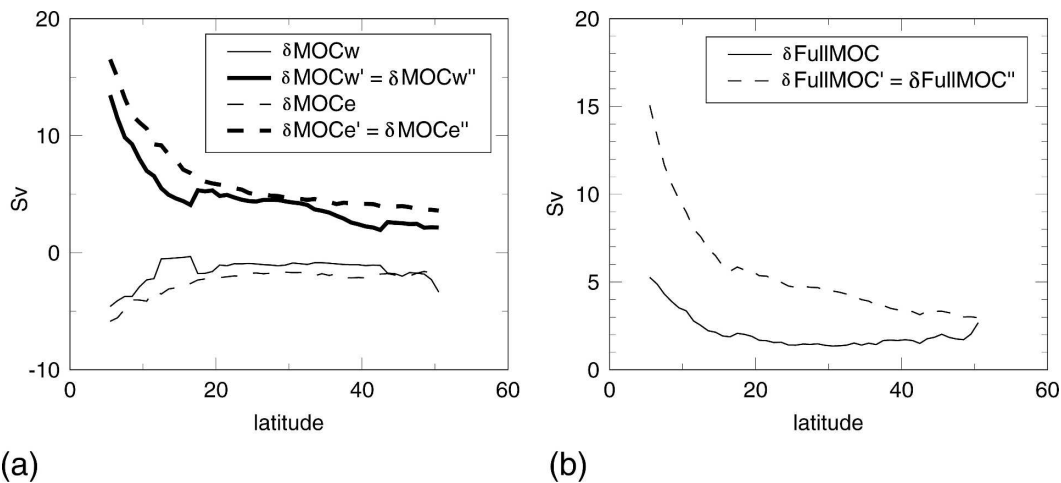 20
10
0
-10
Sv
0
20
40
60
latitude
δMOCw
δMOCw' = δMOCw"
δMOCe
δMOCe' = δMOCe"
(a)
20
15
10
5
0
Sv
0
20
40
60
latitude
δFullMOC
δFullMOC' = δFullMOC"
(b)